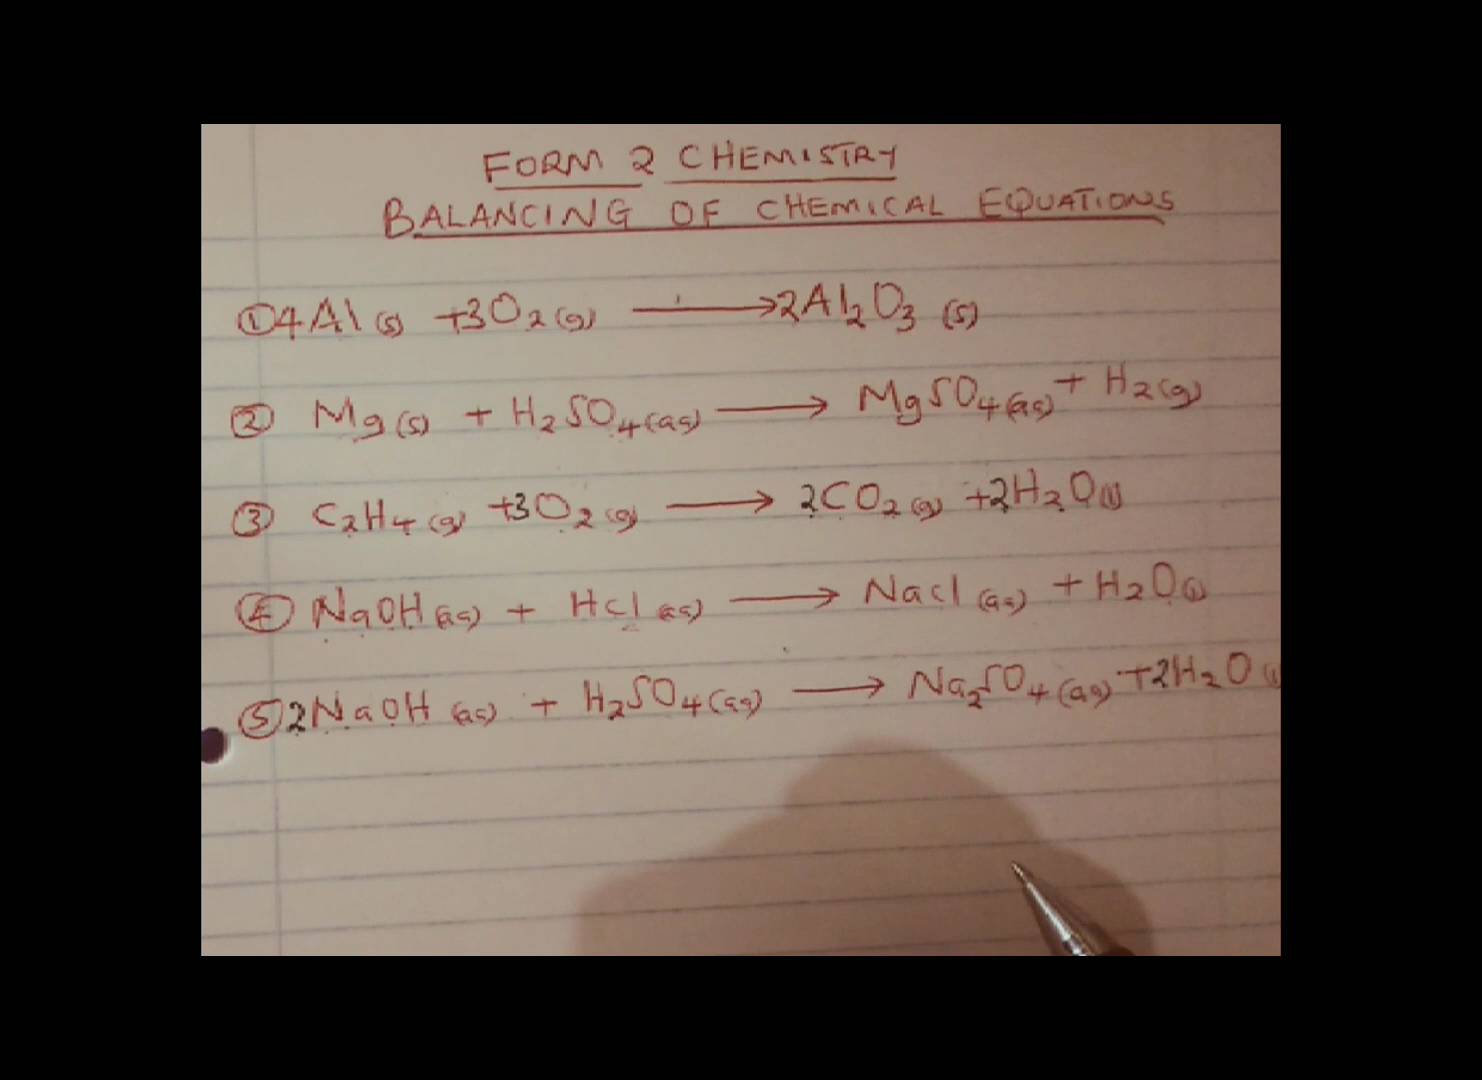 FORM 2 CHEMISTRY
BALANCING OF CHEMICAL EQUATIONS
① 4Al(s) + 3O₂(g) ⟶ 2Al₂O₃(s)
② Mg(s) + H₂SO₄(aq) ⟶ MgSO₄(aq) + H₂(g)
③ C₂H₄(g) + 3O₂(g) ⟶ 2CO₂(g) + 2H₂O(l)
④ NaOH(aq) + HCl(aq) ⟶ NaCl(aq) + H₂O(l)
⑤ 2NaOH(aq) + H₂SO₄(aq) ⟶ Na₂SO₄(aq) + 2H₂O(l